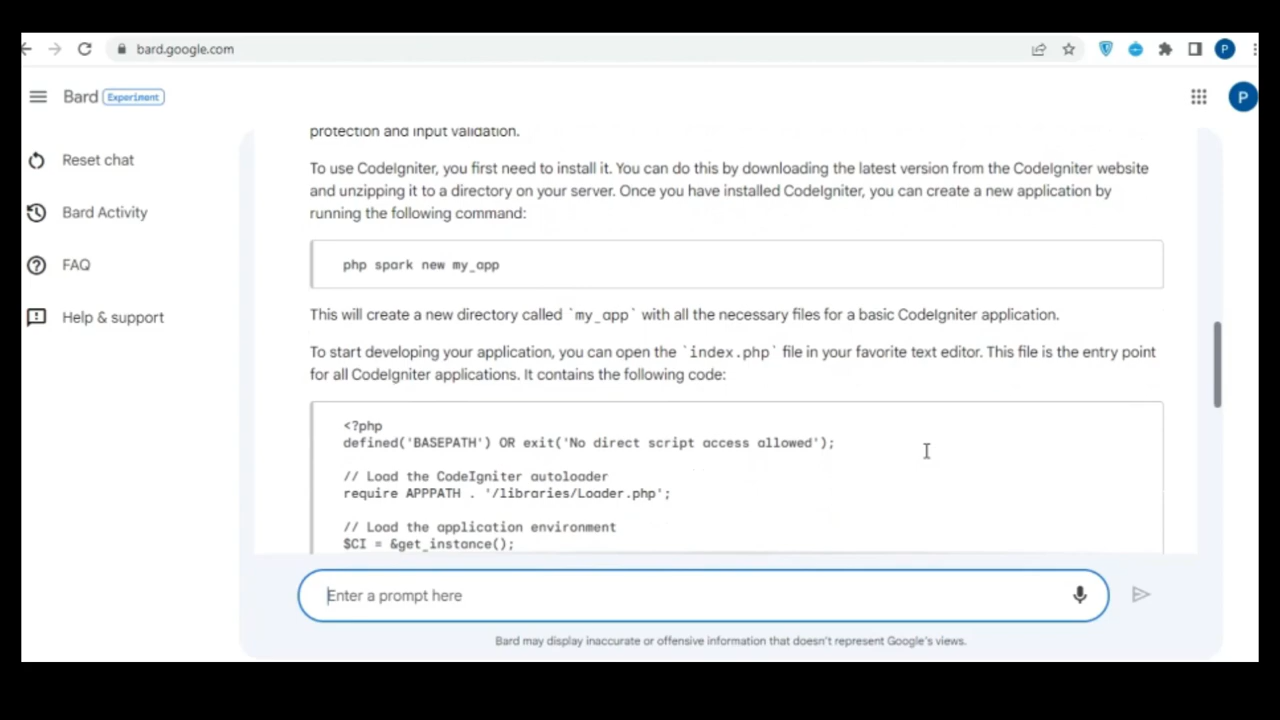 bard.google.com
P
Bard Experiment
P
Reset chat
Bard Activity
FAQ
Help & support
protection and input validation.
To use CodeIgniter, you first need to install it. You can do this by downloading the latest version from the CodeIgniter website
and unzipping it to a directory on your server. Once you have installed CodeIgniter, you can create a new application by
running the following command:
php spark new my_app
This will create a new directory called `my_app` with all the necessary files for a basic CodeIgniter application.
To start developing your application, you can open the `index.php` file in your favorite text editor. This file is the entry point
for all CodeIgniter applications. It contains the following code:
<?php
defined('BASEPATH') OR exit('No direct script access allowed');
// Load the CodeIgniter autoloader
require APPPATH . '/libraries/Loader.php';
// Load the application environment
$CI = &get_instance();
Enter a prompt here
Bard may display inaccurate or offensive information that doesn't represent Google's views.